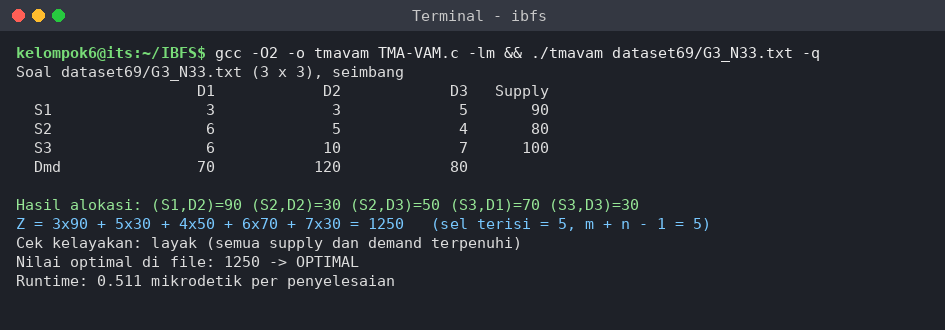 Terminal - ibfs
kelompok6@its:~/IBFS$ gcc -O2 -o tmavam TMA-VAM.c -lm && ./tmavam dataset69/G3_N33.txt -q
Soal dataset69/G3_N33.txt (3 x 3), seimbang
D1 D2 D3 Supply
S1 3 3 5 90
S2 6 5 4 80
S3 6 10 7 100
Dmd 70 120 80
Hasil alokasi: (S1,D2)=90 (S2,D2)=30 (S2,D3)=50 (S3,D1)=70 (S3,D3)=30
Z = 3x90 + 5x30 + 4x50 + 6x70 + 7x30 = 1250 (sel terisi = 5, m + n - 1 = 5)
Cek kelayakan: layak (semua supply dan demand terpenuhi)
Nilai optimal di file: 1250 -> OPTIMAL
Runtime: 0.511 mikrodetik per penyelesaian